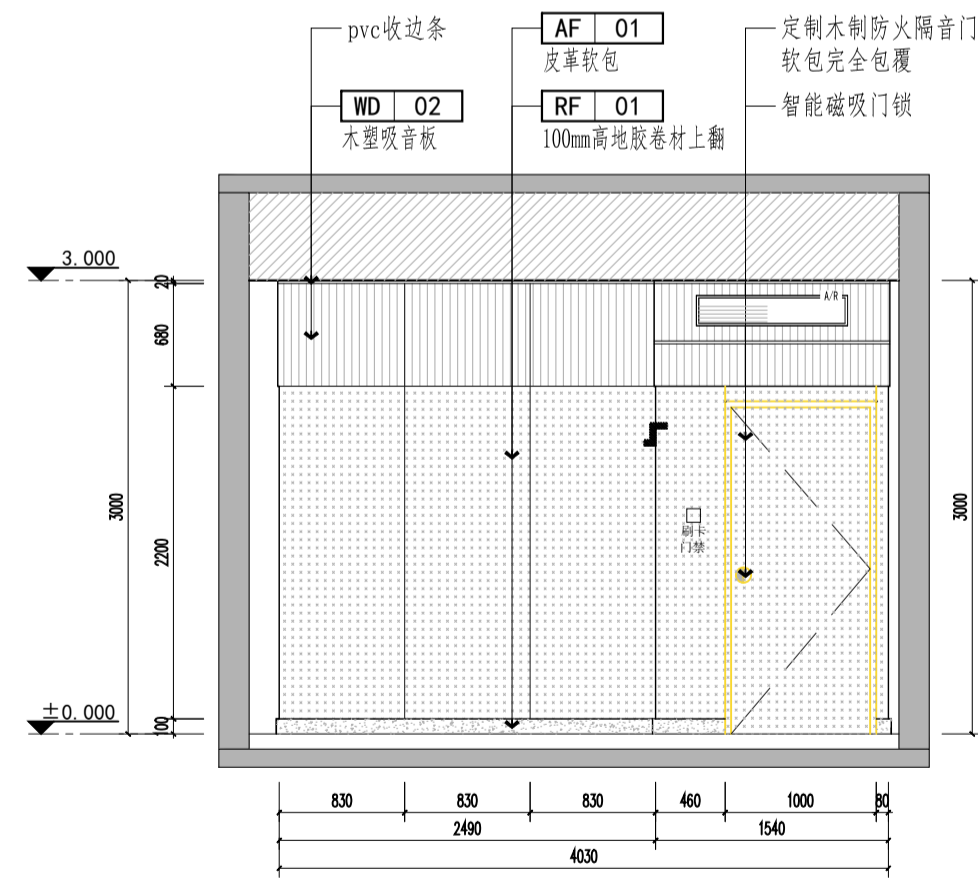 pvc收边条
AF 01
皮革软包
定制木制防火隔音门
软包完全包覆
WD 02
木塑吸音板
RF 01
100mm高地胶卷材上翻
智能磁吸门锁
3.000
20
A/R
680
3000
3000
2200
刷卡
门禁
±0.000
100
830
830
830
460
1000
80
2490
1540
4030